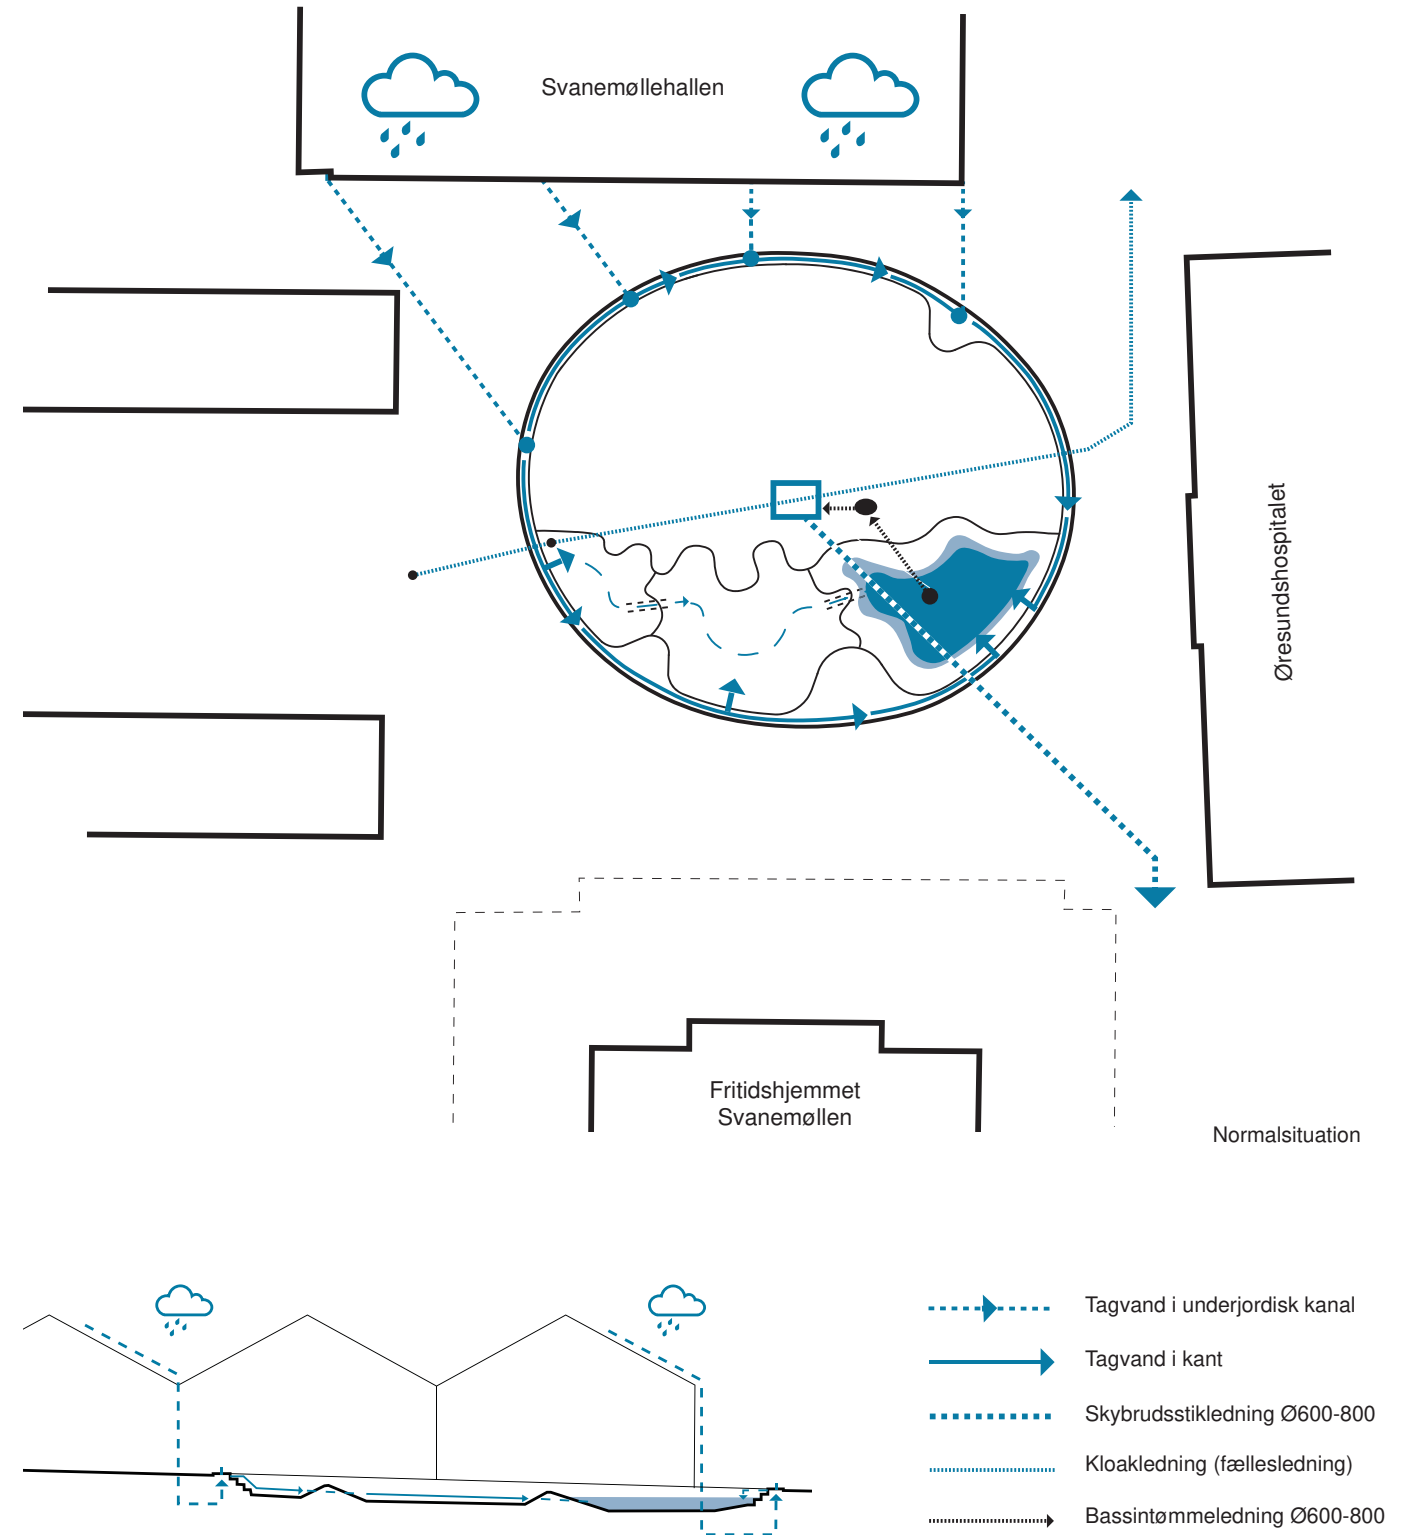 Svanemøllehallen
Øresundshospitalet
Fritidshjemmet
Svanemøllen
Normalsituation
Tagvand i underjordisk kanal
Tagvand i kant
Skybrudsstikledning Ø600-800
Kloakledning (fællesledning)
Bassintømmeledning Ø600-800